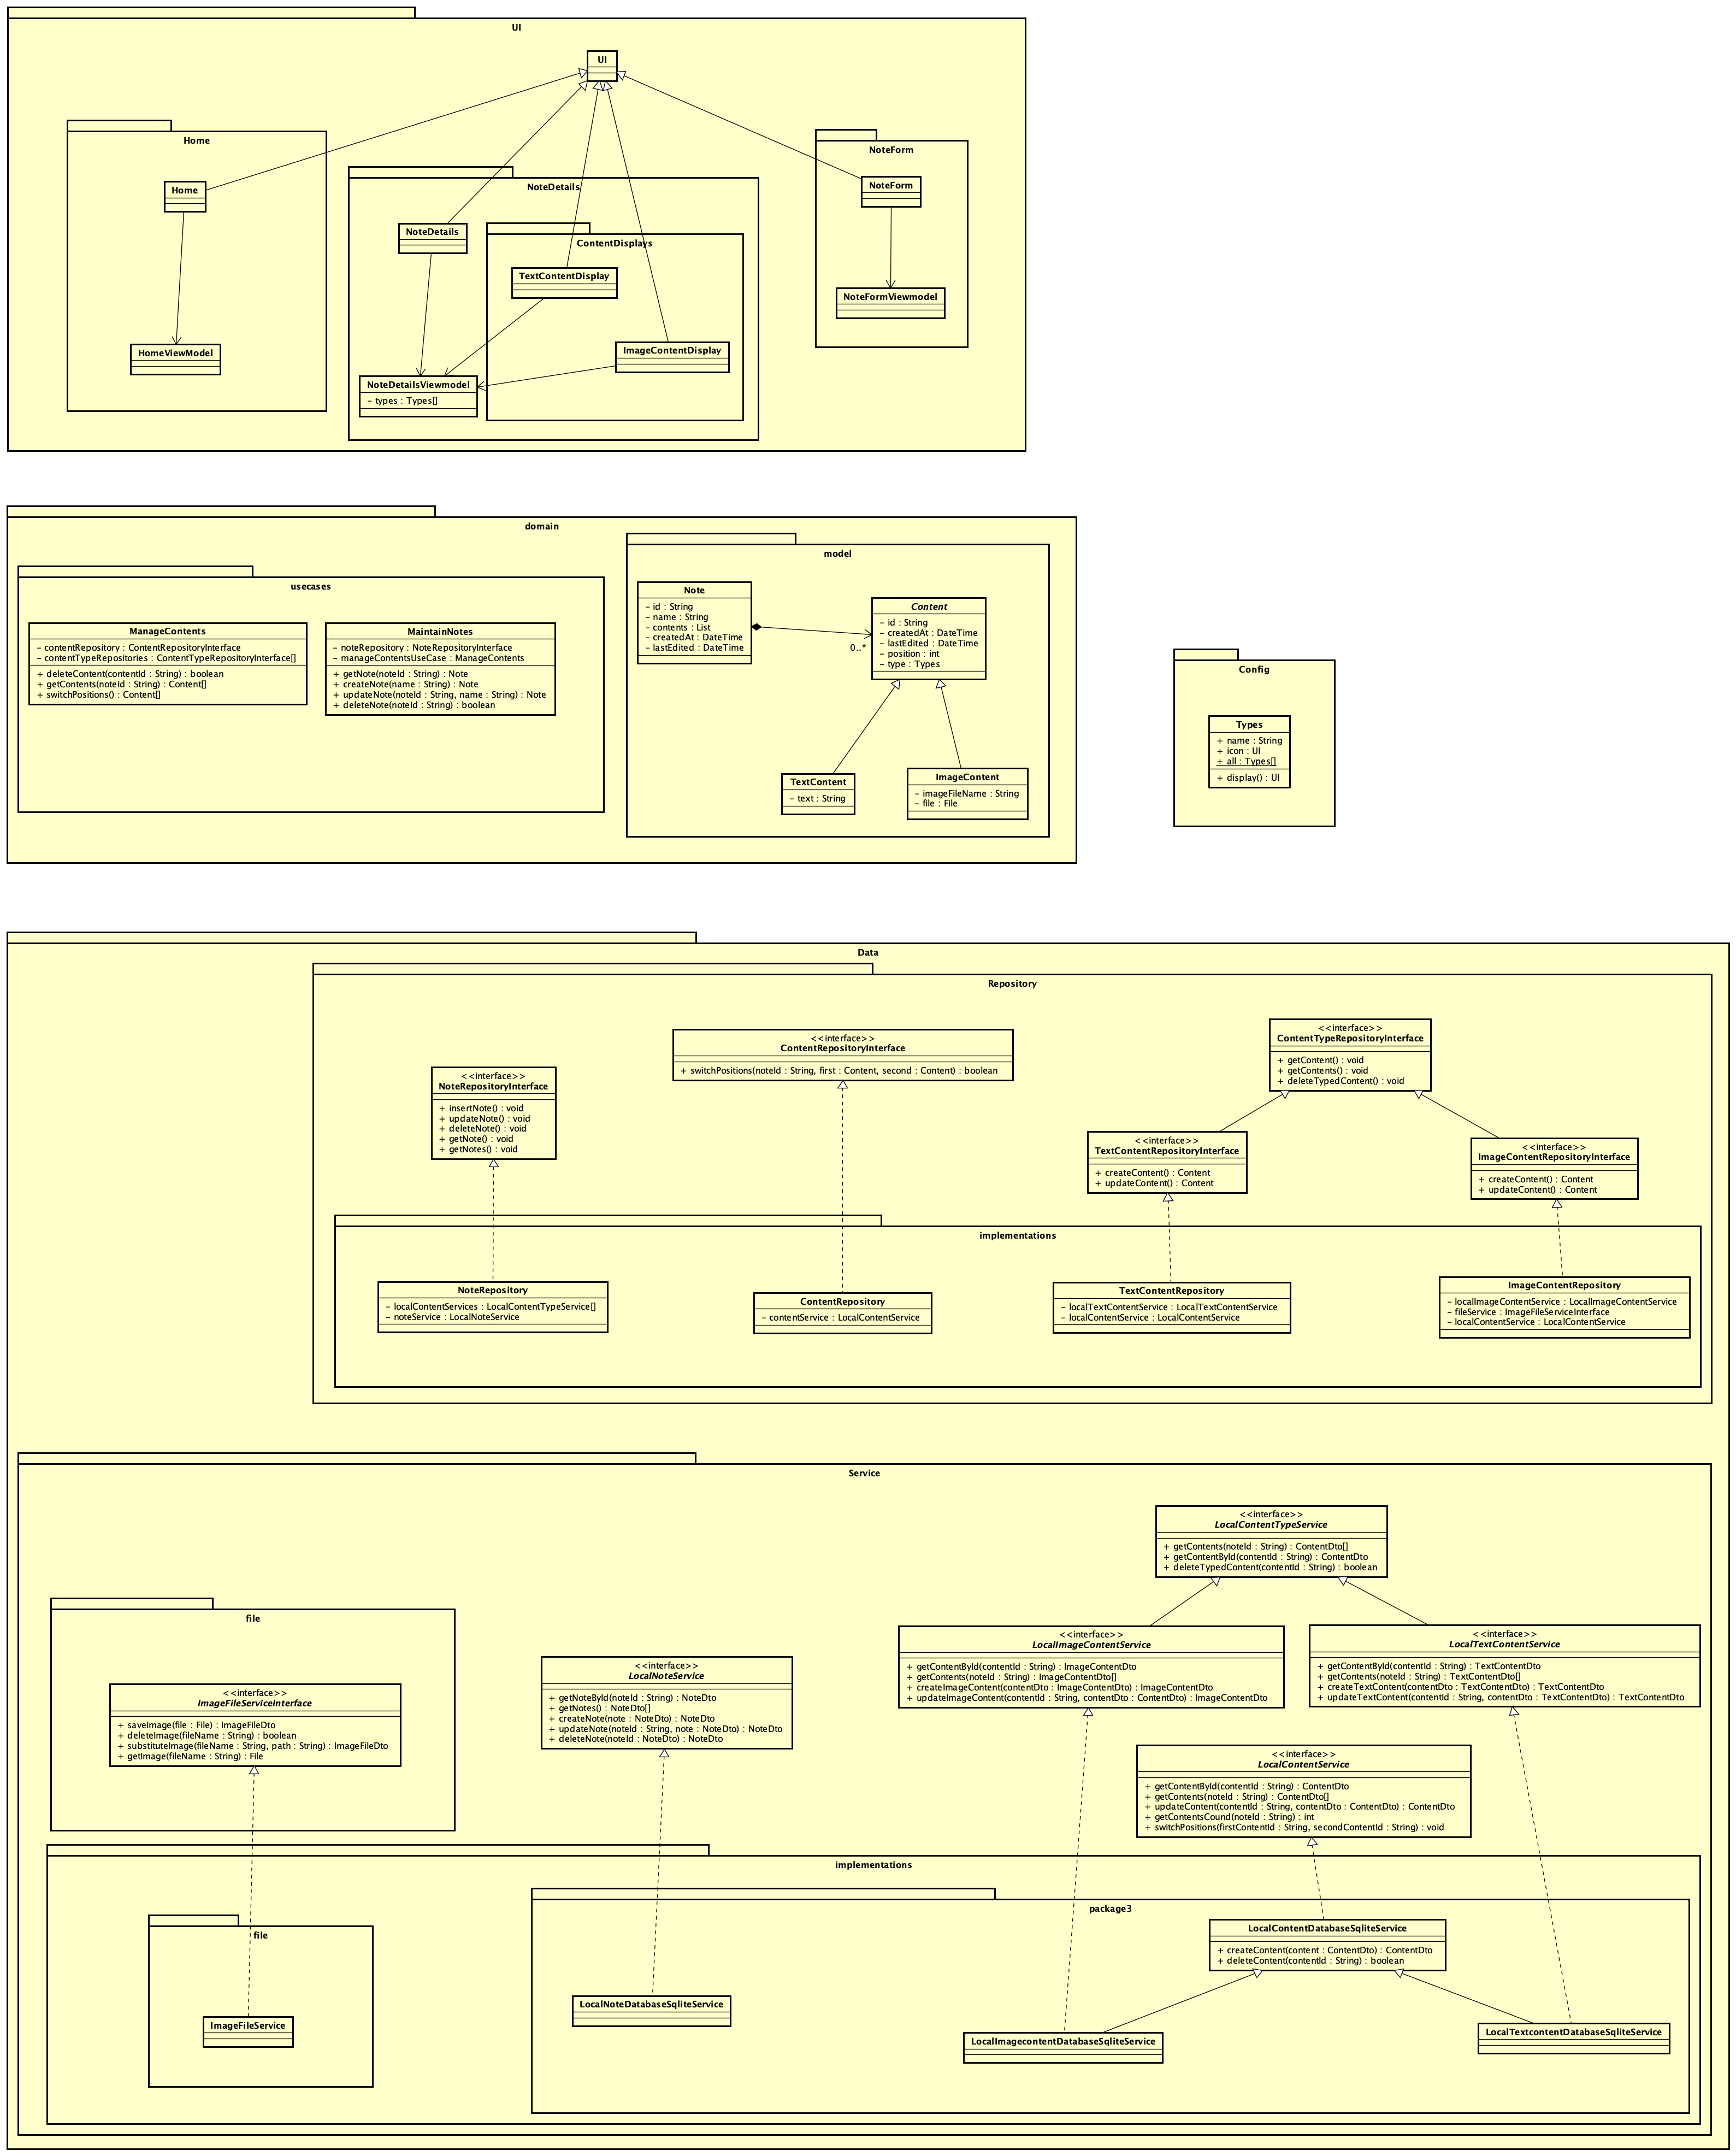 UI
UI
Home
Home
HomeViewModel
NoteDetails
NoteDetails
ContentDisplays
TextContentDisplay
ImageContentDisplay
NoteDetailsViewmodel
– types : Types[]
NoteForm
NoteForm
NoteFormViewmodel
domain
usecases
ManageContents
– contentRepository : ContentRepositoryInterface
– contentTypeRepositories : ContentTypeRepositoryInterface[]
+ deleteContent(contentId : String) : boolean
+ getContents(noteId : String) : Content[]
+ switchPositions() : Content[]
MaintainNotes
– noteRepository : NoteRepositoryInterface
– manageContentsUseCase : ManageContents
+ getNote(noteId : String) : Note
+ createNote(name : String) : Note
+ updateNote(noteId : String, name : String) : Note
+ deleteNote(noteId : String) : boolean
model
Note
– id : String
– name : String
– contents : List
– createdAt : DateTime
– lastEdited : DateTime
0..*
Content
– id : String
– createdAt : DateTime
– lastEdited : DateTime
– position : int
– type : Types
TextContent
– text : String
ImageContent
– imageFileName : String
– file : File
Config
Types
+ name : String
+ icon : UI
+ all : Types[]
+ display() : UI
Data
Repository
<<interface>>
NoteRepositoryInterface
+ insertNote() : void
+ updateNote() : void
+ deleteNote() : void
+ getNote() : void
+ getNotes() : void
<<interface>>
ContentRepositoryInterface
+ switchPositions(noteId : String, first : Content, second : Content) : boolean
<<interface>>
ContentTypeRepositoryInterface
+ getContent() : void
+ getContents() : void
+ deleteTypedContent() : void
<<interface>>
TextContentRepositoryInterface
+ createContent() : Content
+ updateContent() : Content
<<interface>>
ImageContentRepositoryInterface
+ createContent() : Content
+ updateContent() : Content
implementations
NoteRepository
– localContentServices : LocalContentTypeService[]
– noteService : LocalNoteService
ContentRepository
– contentService : LocalContentService
TextContentRepository
– localTextContentService : LocalTextContentService
– localContentService : LocalContentService
ImageContentRepository
– localImageContentService : LocalImageContentService
– fileService : ImageFileServiceInterface
– localContentService : LocalContentService
Service
<<interface>>
LocalContentTypeService
+ getContents(noteId : String) : ContentDto[]
+ getContentById(contentId : String) : ContentDto
+ deleteTypedContent(contentId : String) : boolean
file
<<interface>>
ImageFileServiceInterface
+ saveImage(file : File) : ImageFileDto
+ deleteImage(fileName : String) : boolean
+ substituteImage(fileName : String, path : String) : ImageFileDto
+ getImage(fileName : String) : File
<<interface>>
LocalNoteService
+ getNoteById(noteId : String) : NoteDto
+ getNotes() : NoteDto[]
+ createNote(note : NoteDto) : NoteDto
+ updateNote(noteId : String, note : NoteDto) : NoteDto
+ deleteNote(noteId : NoteDto) : NoteDto
<<interface>>
LocalImageContentService
+ getContentById(contentId : String) : ImageContentDto
+ getContents(noteId : String) : ImageContentDto[]
+ createImageContent(contentDto : ImageContentDto) : ImageContentDto
+ updateImageContent(contentId : String, contentDto : ContentDto) : ImageContentDto
<<interface>>
LocalTextContentService
+ getContentById(contentId : String) : TextContentDto
+ getContents(noteId : String) : TextContentDto[]
+ createTextContent(contentDto : TextContentDto) : TextContentDto
+ updateTextContent(contentId : String, contentDto : TextContentDto) : TextContentDto
<<interface>>
LocalContentService
+ getContentById(contentId : String) : ContentDto
+ getContents(noteId : String) : ContentDto[]
+ updateContent(contentId : String, contentDto : ContentDto) : ContentDto
+ getContentsCound(noteId : String) : int
+ switchPositions(firstContentId : String, secondContentId : String) : void
implementations
file
ImageFileService
package3
LocalNoteDatabaseSqliteService
LocalContentDatabaseSqliteService
+ createContent(content : ContentDto) : ContentDto
+ deleteContent(contentId : String) : boolean
LocalImagecontentDatabaseSqliteService
LocalTextcontentDatabaseSqliteService